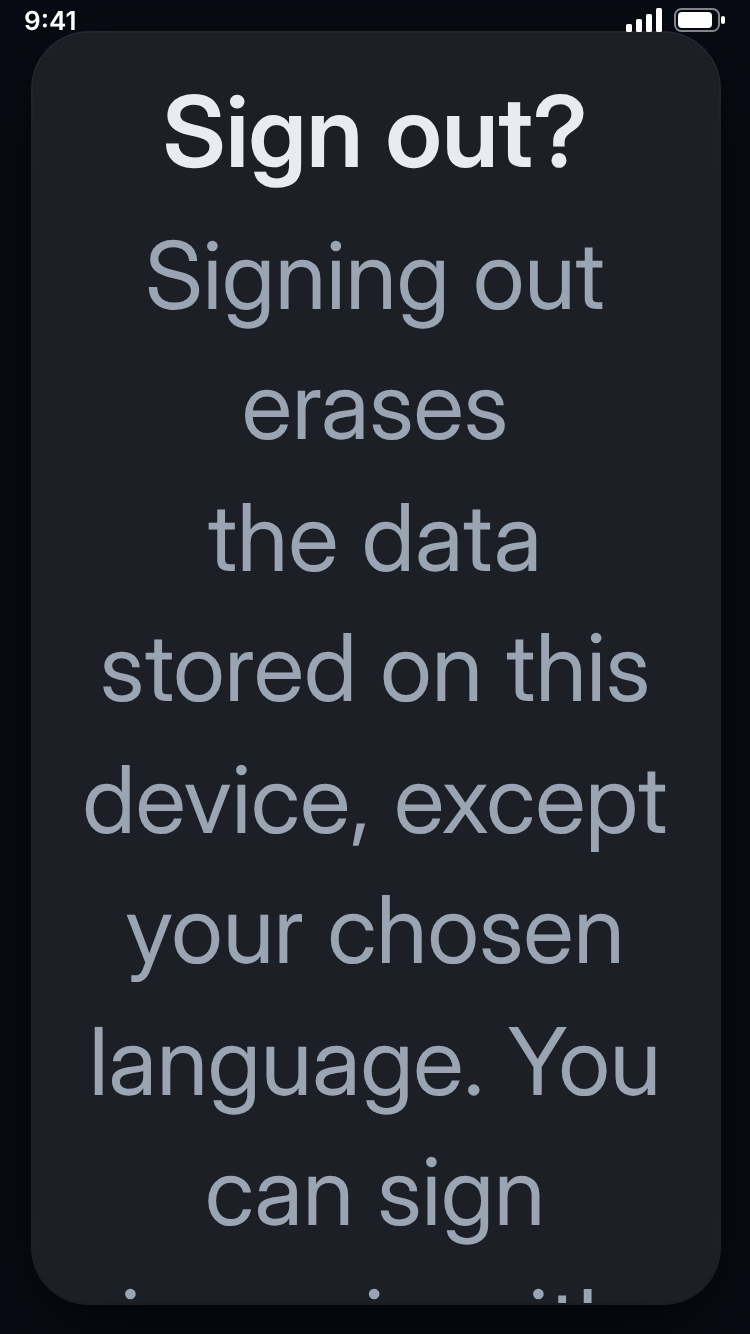 9:41
Sign out?
Signing out
erases
the data
stored on this
device, except
your chosen
language. You
can sign